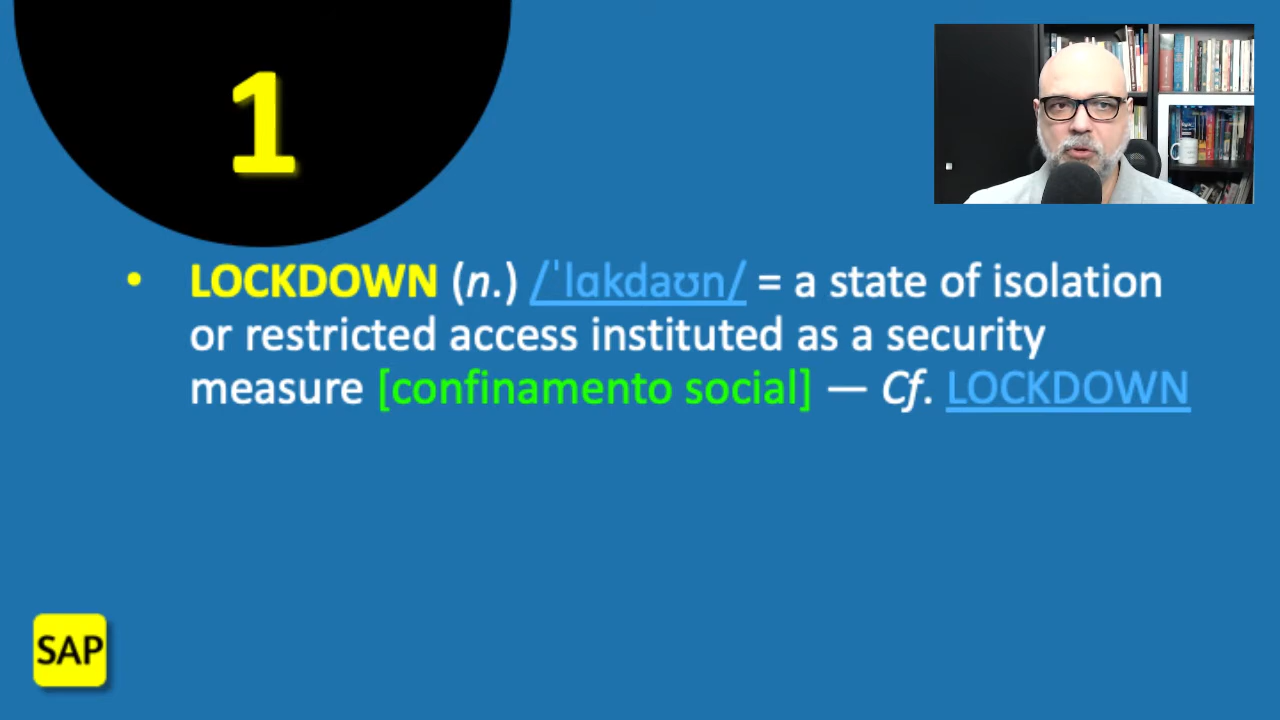 1
• LOCKDOWN (n.) /ˈlɑkdaʊn/ = a state of isolation
or restricted access instituted as a security
measure [confinamento social] — Cf. LOCKDOWN
SAP